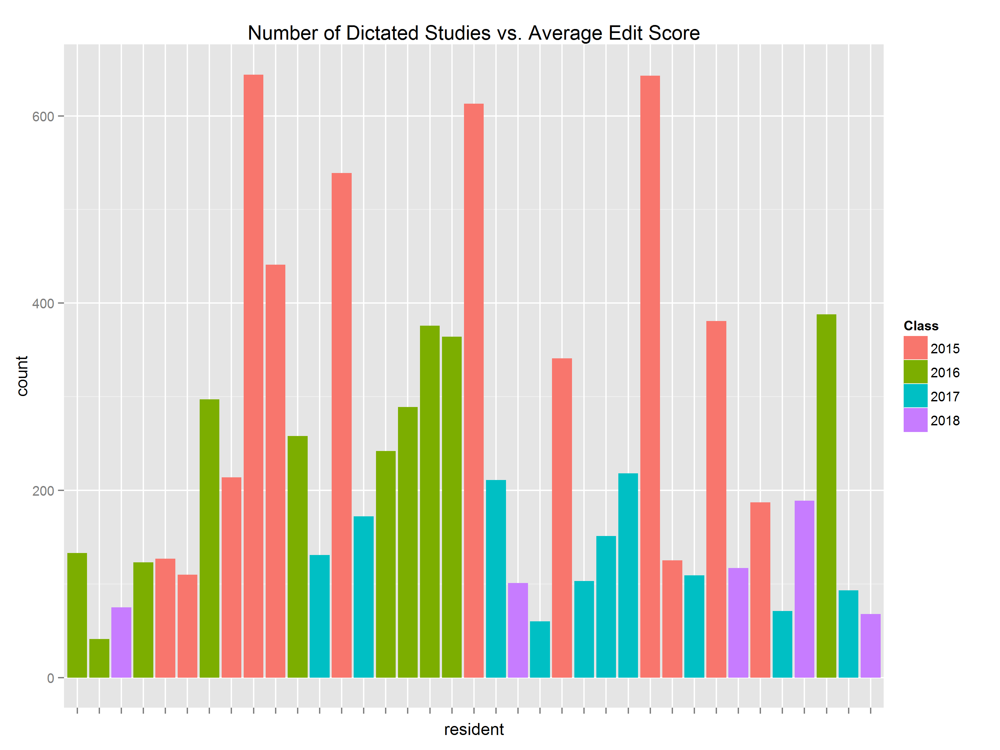 Number of Dictated Studies vs. Average Edit Score
600
400
200
0
count
resident
Class
2015
2016
2017
2018